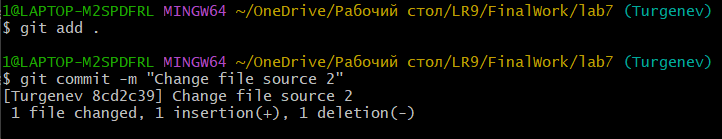 1@LAPTOP-M2SPDFRL MINGW64 ~/OneDrive/Рабочий стол/LR9/FinalWork/lab7 (Turgenev)
$ git add .
1@LAPTOP-M2SPDFRL MINGW64 ~/OneDrive/Рабочий стол/LR9/FinalWork/lab7 (Turgenev)
$ git commit -m "Change file source 2"
[Turgenev 8cd2c39] Change file source 2
1 file changed, 1 insertion(+), 1 deletion(-)